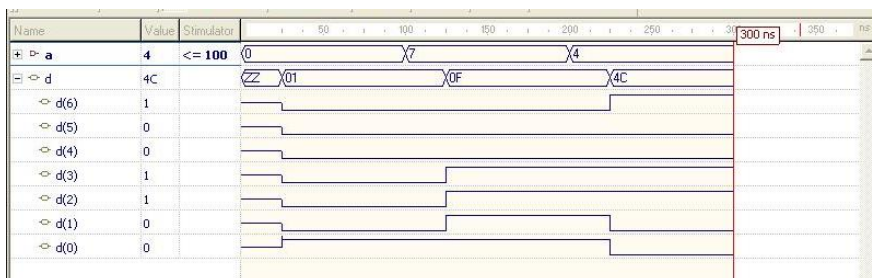 Name Value Stimulator 50 100 150 200 250 30 300 ns 350 ns
a 4 <= 100 0 7 4
d 4C ZZ 01 0F 4C
d(6) 1
d(5) 0
d(4) 0
d(3) 1
d(2) 1
d(1) 0
d(0) 0